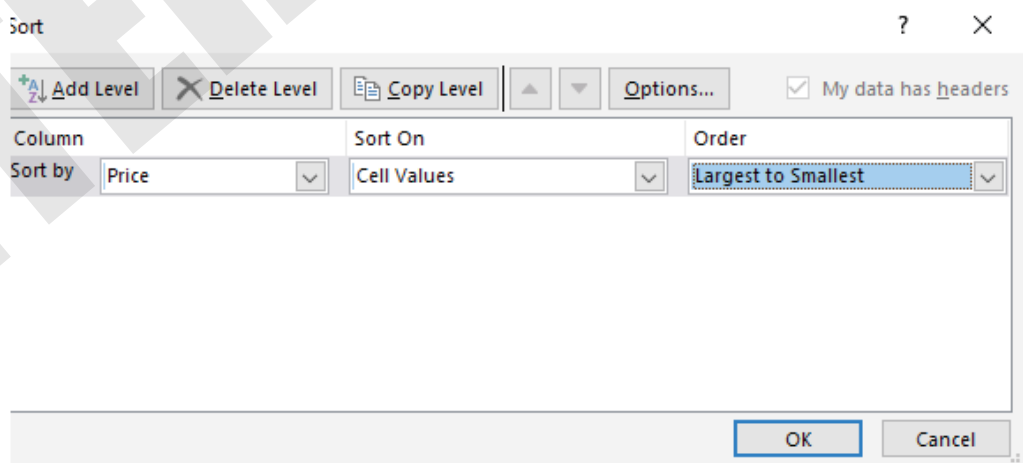 Sort ?
Add Level Delete Level Copy Level Options... My data has headers
Column Sort On Order
Sort by Price Cell Values Largest to Smallest
OK Cancel